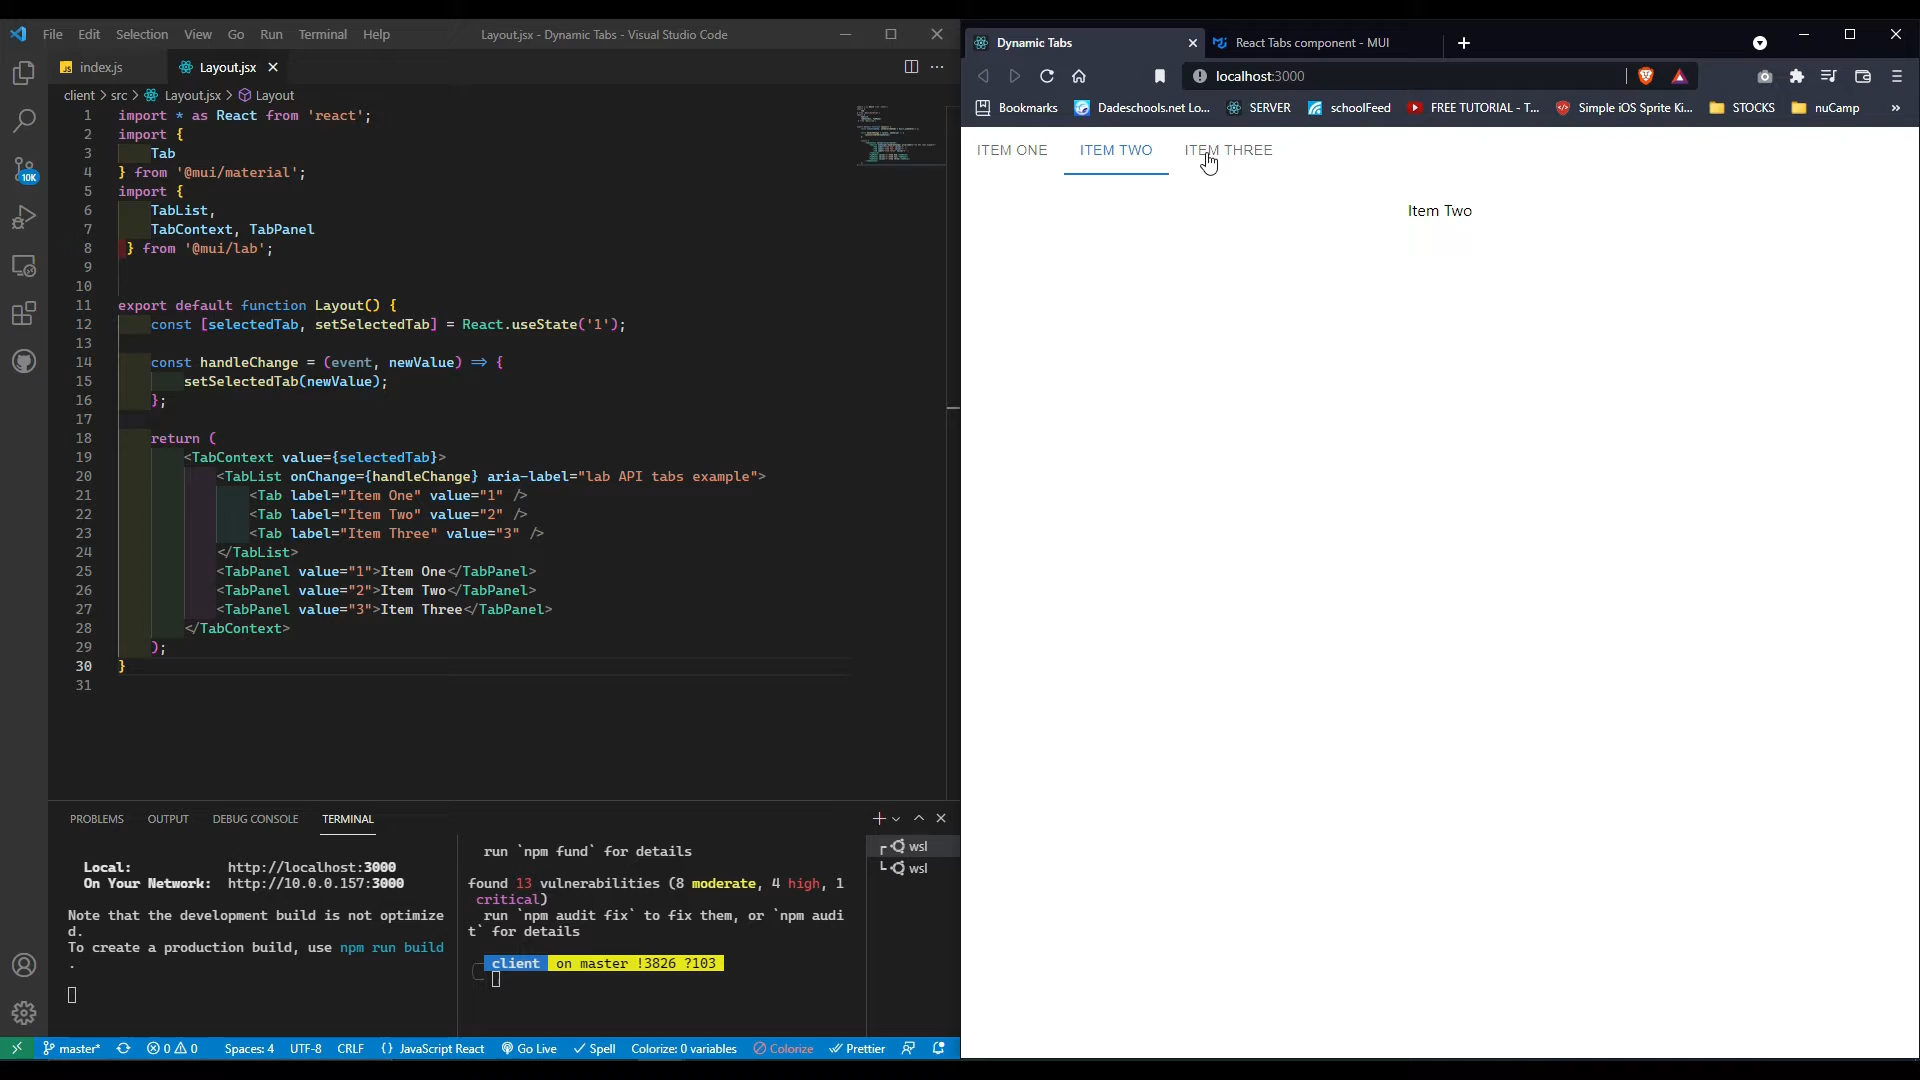 File Edit Selection View Go Run Terminal Help
Layout.jsx - Dynamic Tabs - Visual Studio Code
index.js
Layout.jsx
client > src > Layout.jsx > Layout
1 import * as React from 'react';
2 import {
3 Tab
4 } from '@mui/material';
5 import {
6 TabList,
7 TabContext, TabPanel
8 } from '@mui/lab';
9
10
11 export default function Layout() {
12 const [selectedTab, setSelectedTab] = React.useState('1');
13
14 const handleChange = (event, newValue) => {
15 setSelectedTab(newValue);
16 };
17
18 return (
19 <TabContext value={selectedTab}>
20 <TabList onChange={handleChange} aria-label="lab API tabs example">
21 <Tab label="Item One" value="1" />
22 <Tab label="Item Two" value="2" />
23 <Tab label="Item Three" value="3" />
24 </TabList>
25 <TabPanel value="1">Item One</TabPanel>
26 <TabPanel value="2">Item Two</TabPanel>
27 <TabPanel value="3">Item Three</TabPanel>
28 </TabContext>
29 );
30 }
31
10K
PROBLEMS OUTPUT DEBUG CONSOLE TERMINAL
Local: http://localhost:3000
On Your Network: http://10.0.0.157:3000
Note that the development build is not optimize
d.
To create a production build, use npm run build
.
run `npm fund` for details
found 13 vulnerabilities (8 moderate, 4 high, 1
critical)
run `npm audit fix` to fix them, or `npm audi
t` for details
client on master !3826 ?103
wsl
wsl
master* 0 0 Spaces: 4 UTF-8 CRLF {} JavaScript React Go Live Spell Colorize: 0 variables Colorize Prettier
Dynamic Tabs
React Tabs component - MUI
localhost:3000
Bookmarks Dadeschools.net Lo... SERVER schoolFeed FREE TUTORIAL - T... Simple iOS Sprite Ki... STOCKS nuCamp »
ITEM ONE ITEM TWO ITEM THREE
Item Two